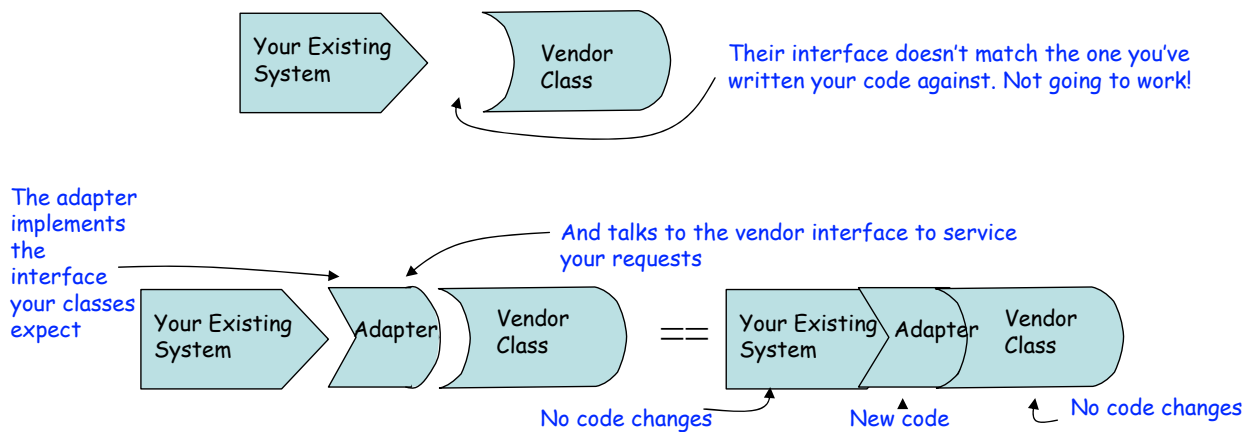 Your Existing
System
Vendor
Class
Their interface doesn't match the one you've
written your code against. Not going to work!
The adapter
implements
the
interface
your classes
expect
And talks to the vendor interface to service
your requests
Your Existing
System
Adapter
Vendor
Class
==
Your Existing
System
Adapter
Vendor
Class
No code changes
New code
No code changes